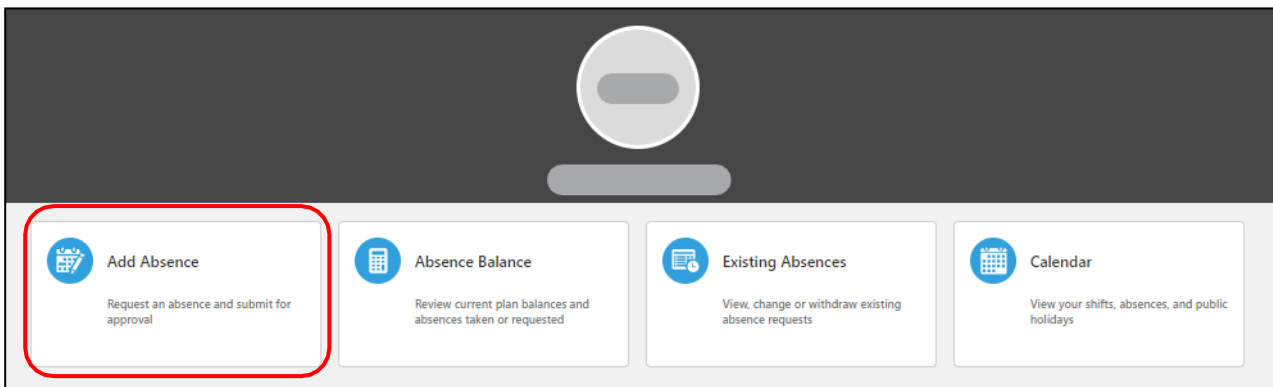 Add Absence
Request an absence and submit for
approval
Absence Balance
Review current plan balances and
absences taken or requested
Existing Absences
View, change or withdraw existing
absence requests
Calendar
View your shifts, absences, and public
holidays